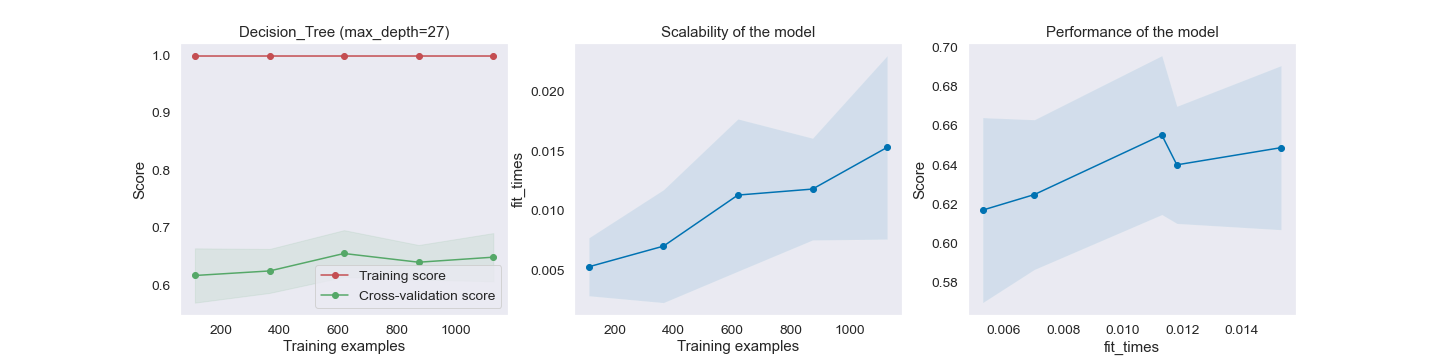 Decision_Tree (max_depth=27)
1.0
0.9
0.8
0.7
0.6
Score
200
400
600
800
1000
Training examples
Training score
Cross-validation score
Scalability of the model
0.020
0.015
0.010
0.005
fit_times
200
400
600
800
1000
Training examples
Performance of the model
0.70
0.68
0.66
0.64
0.62
0.60
0.58
Score
0.006
0.008
0.010
0.012
0.014
fit_times